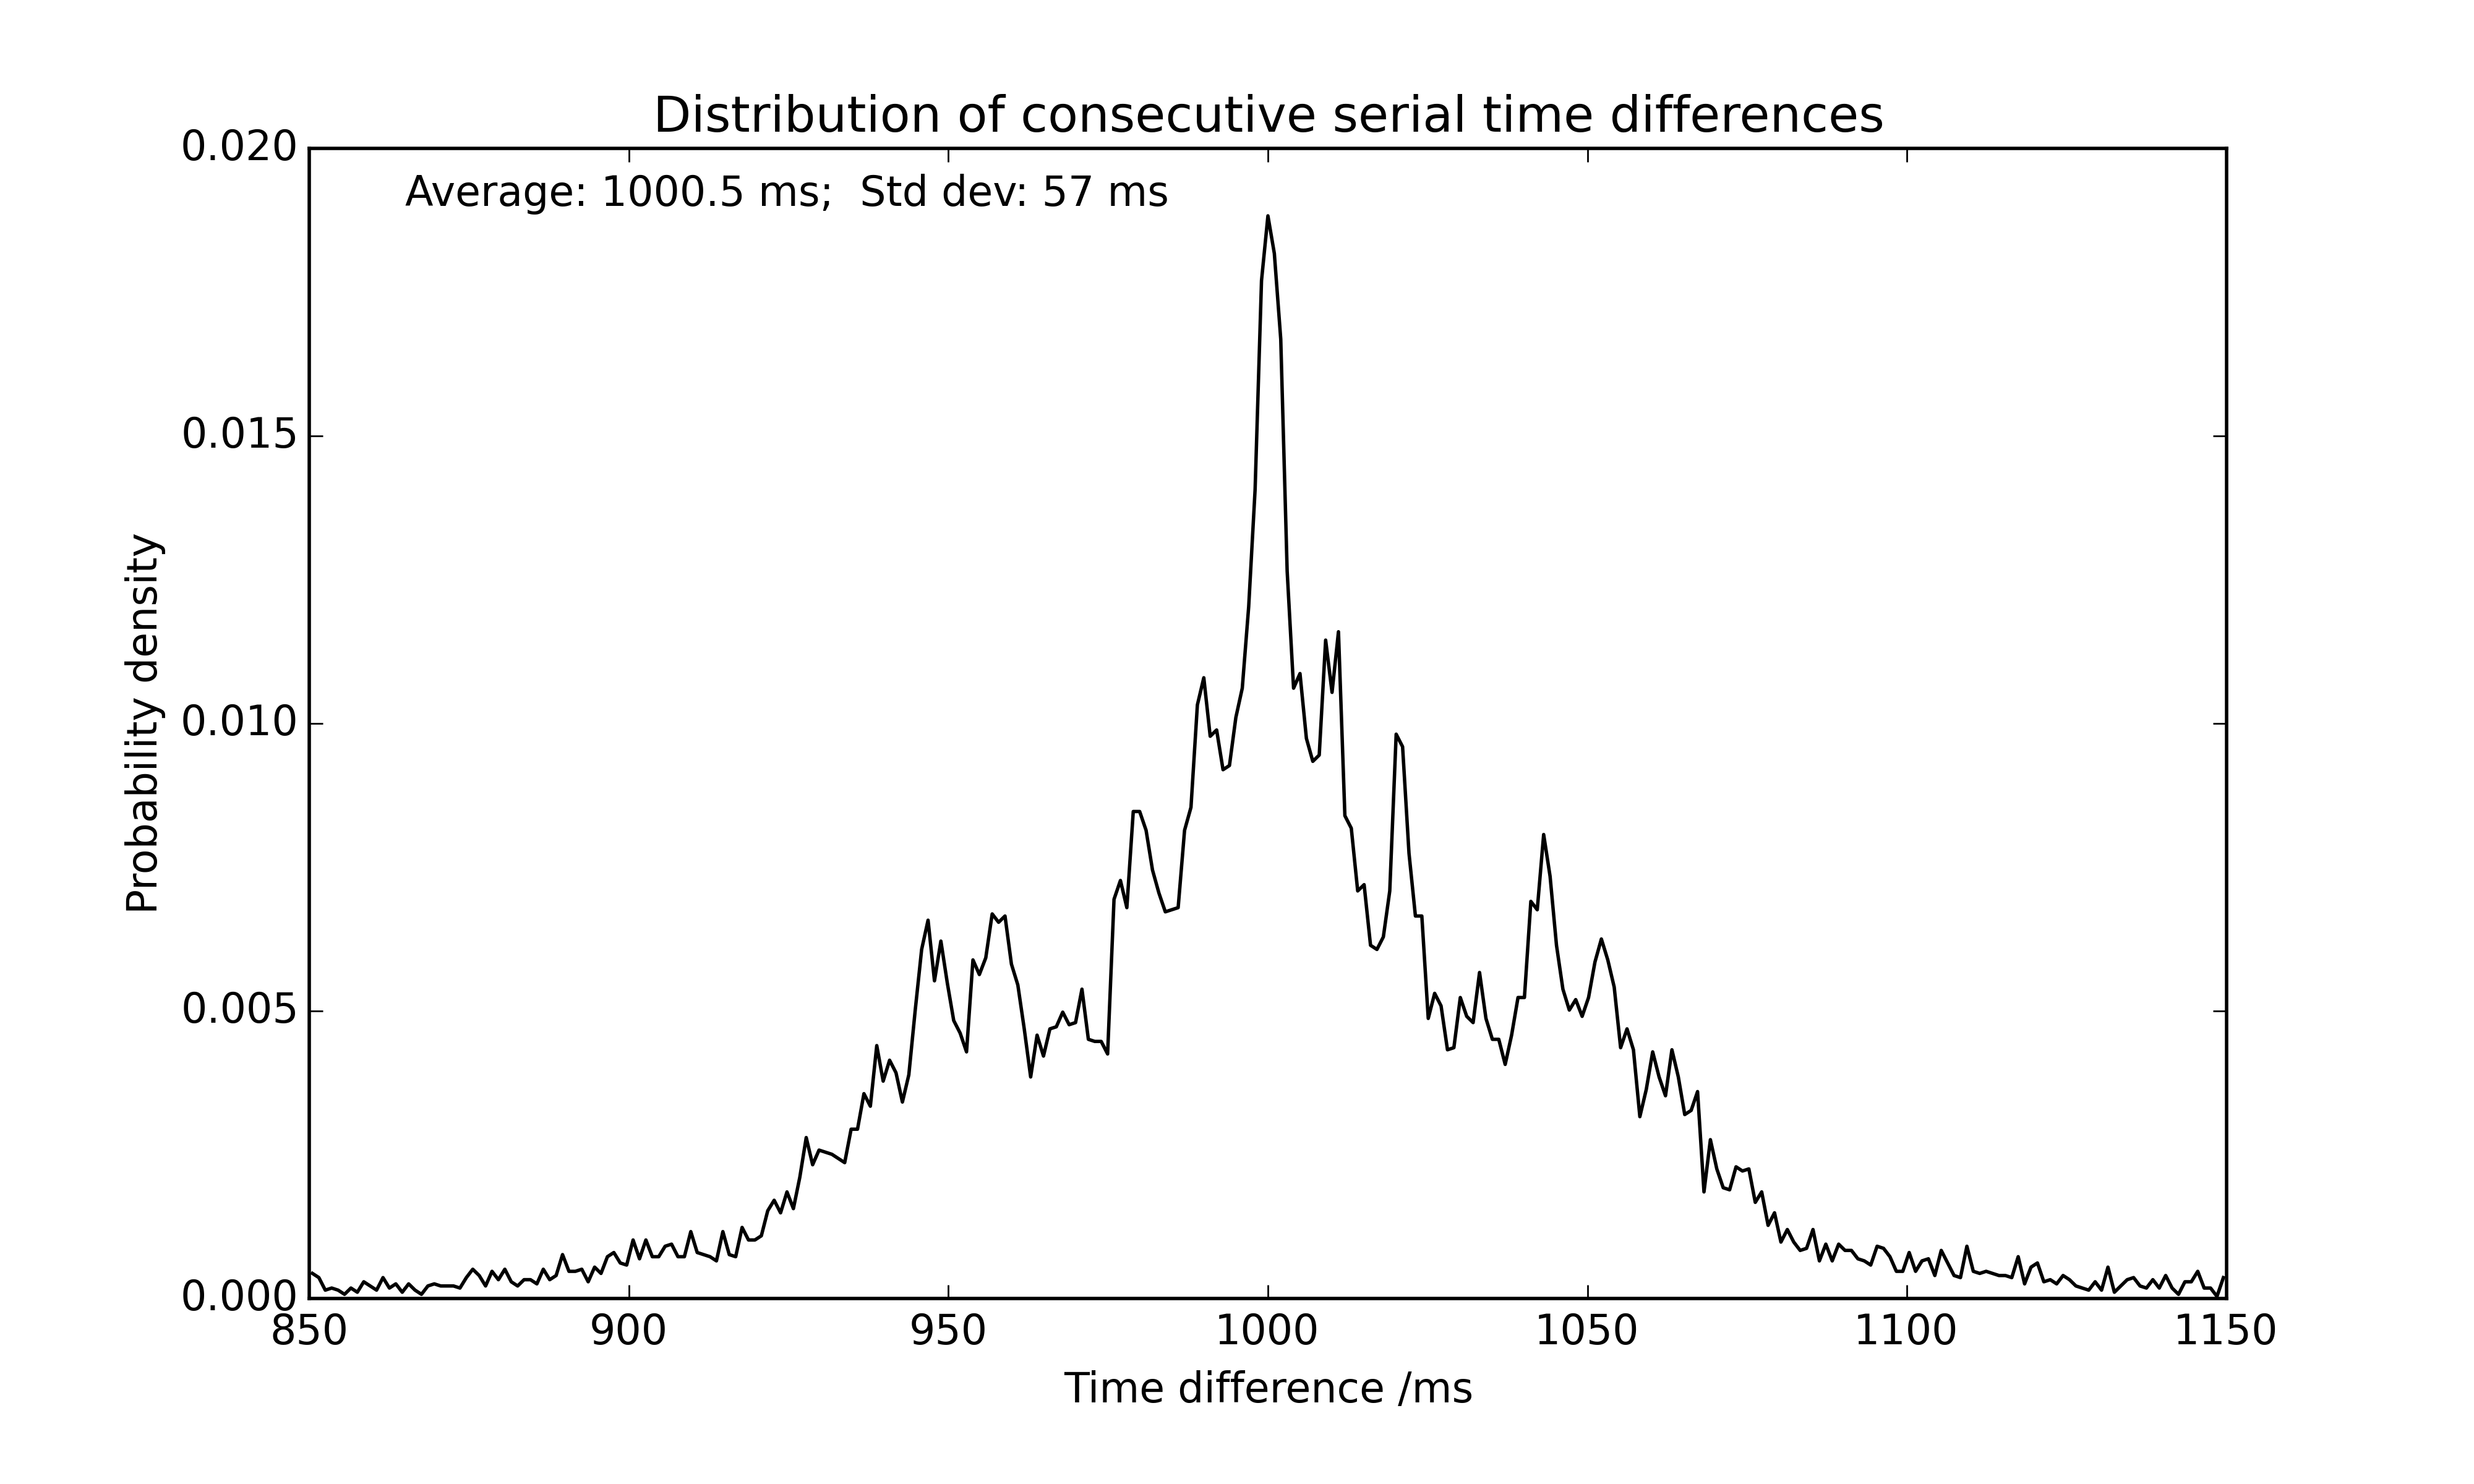 Distribution of consecutive serial time differences
Average: 1000.5 ms;  Std dev: 57 ms
0.020
0.015
0.010
0.005
0.000
Probability density
850 900 950 1000 1050 1100 1150
Time difference /ms